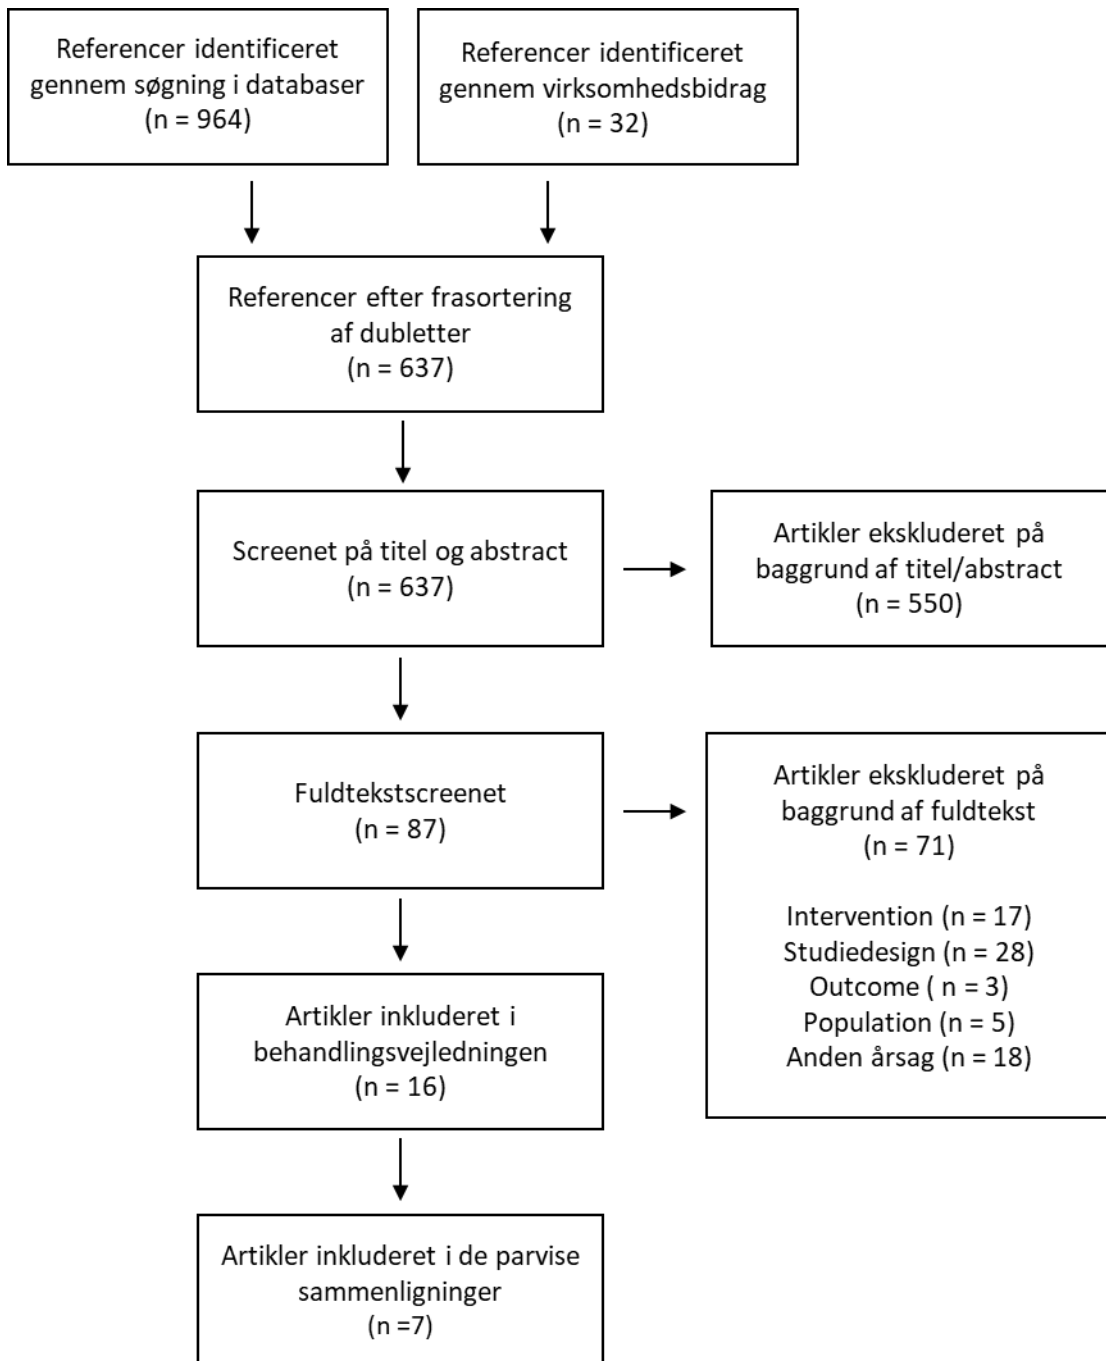 Referencer identificeret
gennem søgning i databaser
(n = 964)
Referencer identificeret
gennem virksomhedsbidrag
(n = 32)
Referencer efter frasortering
af dubletter
(n = 637)
Screenet på titel og abstract
(n = 637)
Artikler ekskluderet på
baggrund af titel/abstract
(n = 550)
Fuldtekstscreenet
(n = 87)
Artikler ekskluderet på
baggrund af fuldtekst
(n = 71)
Intervention (n = 17)
Studiedesign (n = 28)
Outcome ( n = 3)
Population (n = 5)
Anden årsag (n = 18)
Artikler inkluderet i
behandlingsvejledningen
(n = 16)
Artikler inkluderet i de parvise
sammenligninger
(n =7)